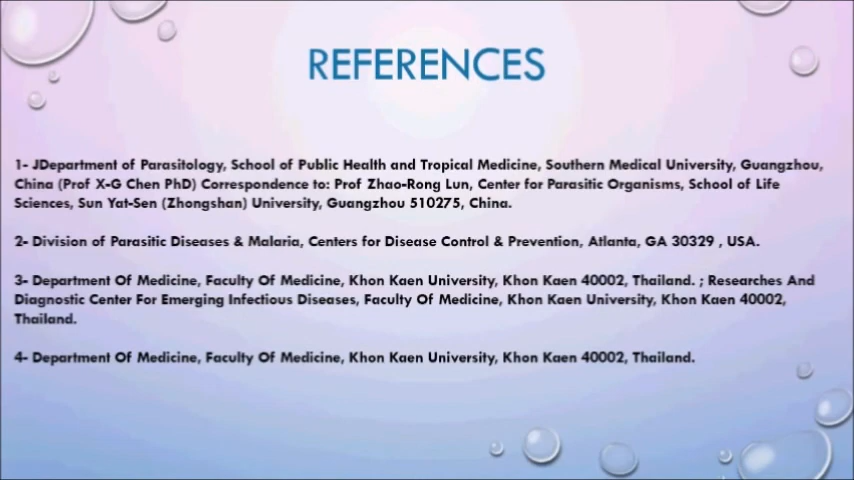 REFERENCES
1- JDepartment of Parasitology, School of Public Health and Tropical Medicine, Southern Medical University, Guangzhou,
China (Prof X-G Chen PhD) Correspondence to: Prof Zhao-Rong Lun, Center for Parasitic Organisms, School of Life
Sciences, Sun Yat-Sen (Zhongshan) University, Guangzhou 510275, China.
2- Division of Parasitic Diseases & Malaria, Centers for Disease Control & Prevention, Atlanta, GA 30329 , USA.
3- Department Of Medicine, Faculty Of Medicine, Khon Kaen University, Khon Kaen 40002, Thailand. ; Researches And
Diagnostic Center For Emerging Infectious Diseases, Faculty Of Medicine, Khon Kaen University, Khon Kaen 40002,
Thailand.
4- Department Of Medicine, Faculty Of Medicine, Khon Kaen University, Khon Kaen 40002, Thailand.